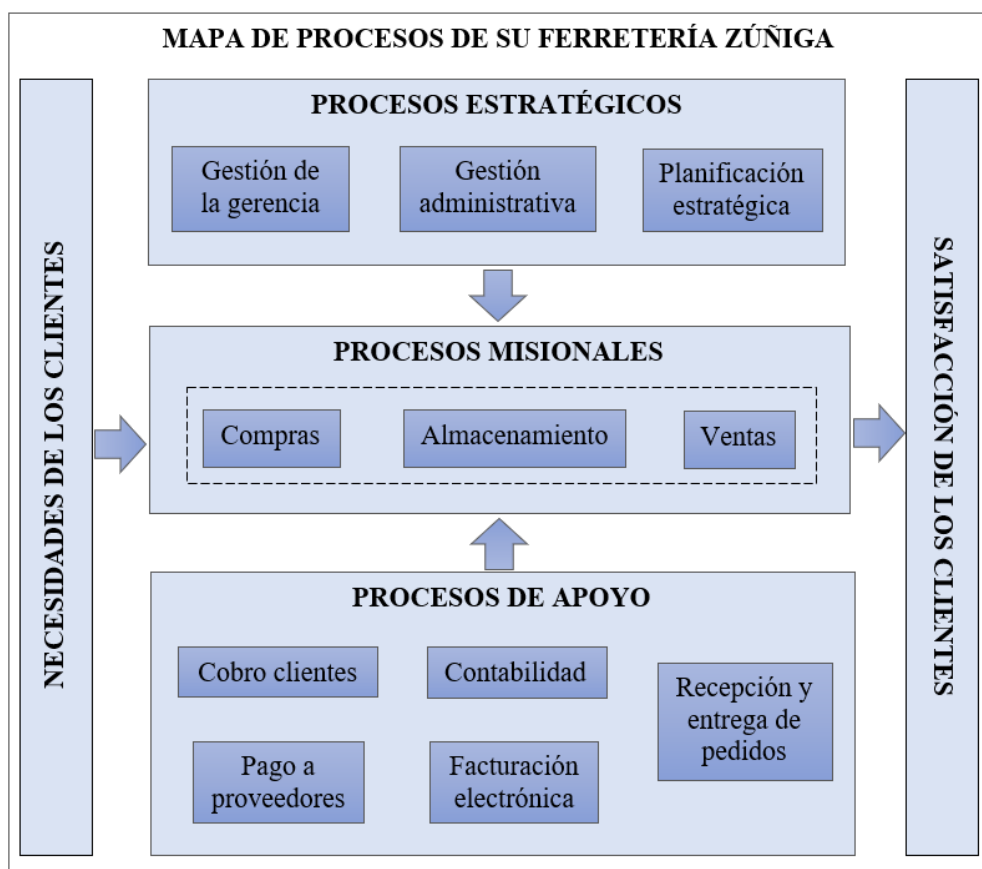 MAPA DE PROCESOS DE SU FERRETERÍA ZÚÑIGA
NECESIDADES DE LOS CLIENTES
PROCESOS ESTRATÉGICOS
Gestión de
la gerencia
Gestión
administrativa
Planificación
estratégica
PROCESOS MISIONALES
Compras
Almacenamiento
Ventas
PROCESOS DE APOYO
Cobro clientes
Contabilidad
Recepción y
entrega de
pedidos
Pago a
proveedores
Facturación
electrónica
SATISFACCIÓN DE LOS CLIENTES